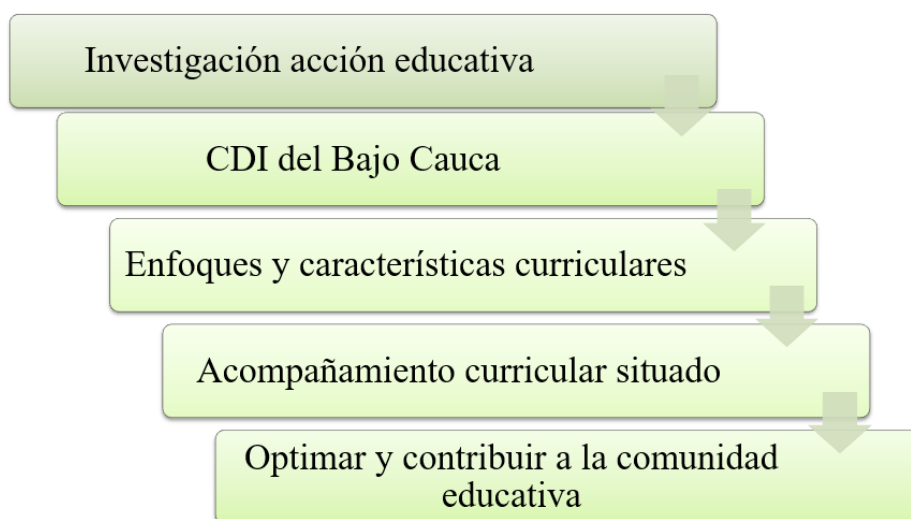 Investigación acción educativa
CDI del Bajo Cauca
Enfoques y características curriculares
Acompañamiento curricular situado
Optimar y contribuir a la comunidad
educativa